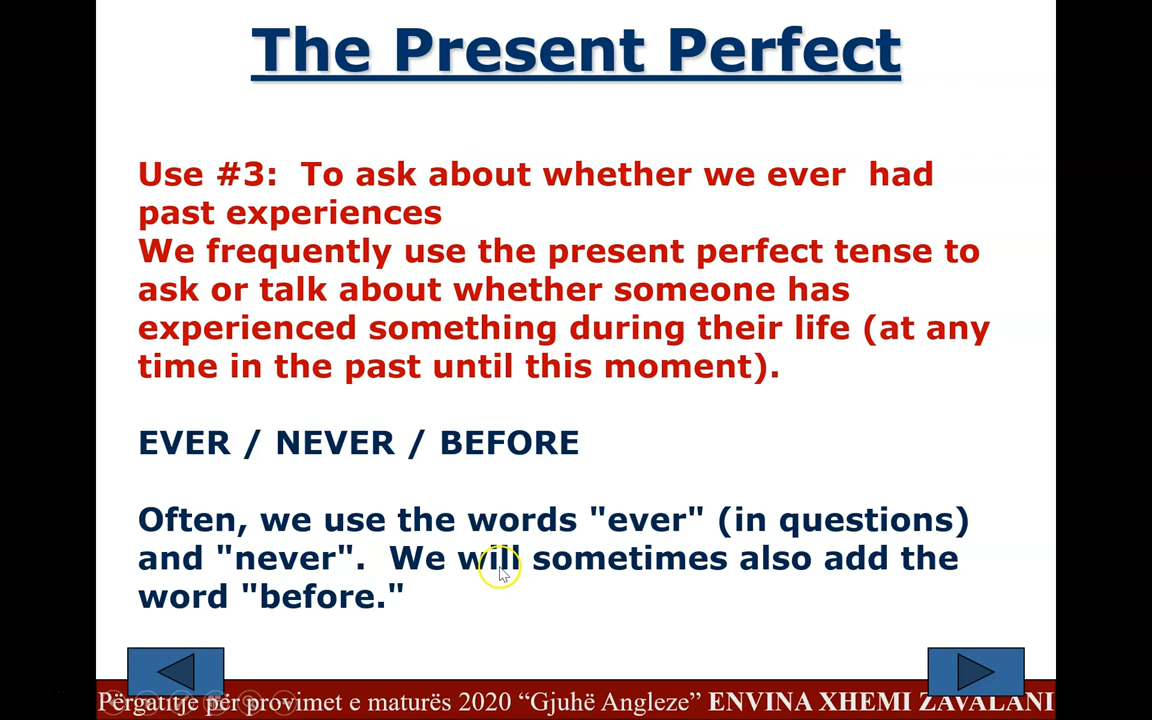 The Present Perfect
Use #3:  To ask about whether we ever  had
past experiences
We frequently use the present perfect tense to
ask or talk about whether someone has
experienced something during their life (at any
time in the past until this moment).
EVER / NEVER / BEFORE
Often, we use the words "ever" (in questions)
and "never".  We will sometimes also add the
word "before."
Përgatitje për provimet e maturës 2020 “Gjuhë Angleze” ENVINA XHEMI ZAVALANI